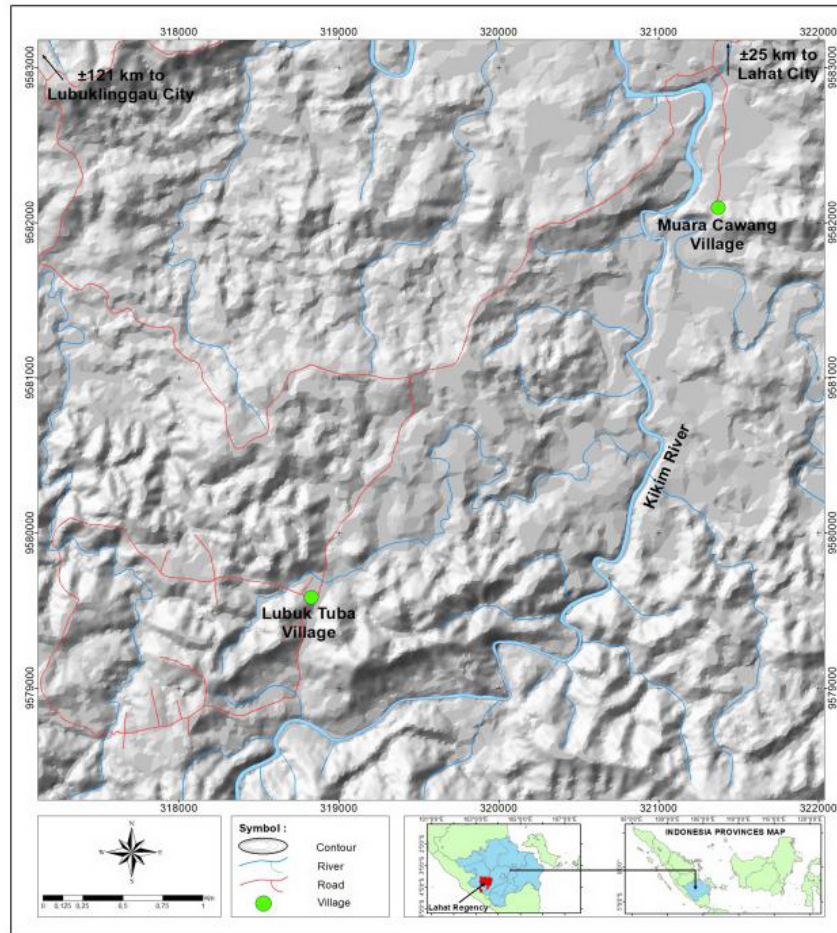 318000 319000 320000 321000 322000
9583000 9583000
±121 km to
Lubuklinggau City
±25 km to
Lahat City
9582000 9582000
Muara Cawang
Village
9581000 9581000
Kikim River
9580000 9580000
Lubuk Tuba
Village
9579000 9579000
318000 319000 320000 321000 322000
N
Symbol :
Contour
River
Road
Village
0 0,125 0,25 0,5 0,75 1
Lahat Regency
INDONESIA PROVINCES MAP